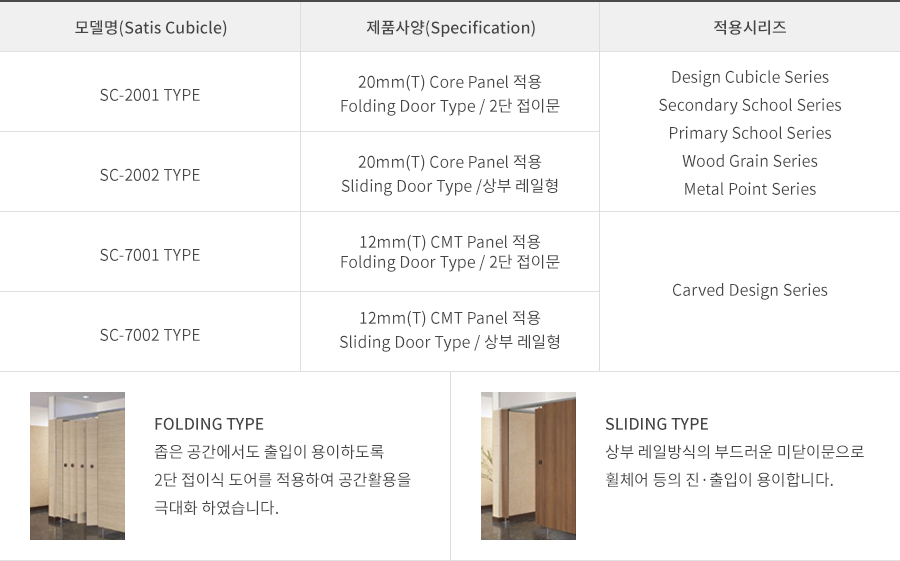 모델명(Satis Cubicle)
제품사양(Specification)
적용시리즈
SC-2001 TYPE
20mm(T) Core Panel 적용
Folding Door Type / 2단 접이문
Design Cubicle Series
Secondary School Series
Primary School Series
Wood Grain Series
Metal Point Series
SC-2002 TYPE
20mm(T) Core Panel 적용
Sliding Door Type /상부 레일형
SC-7001 TYPE
12mm(T) CMT Panel 적용
Folding Door Type / 2단 접이문
Carved Design Series
SC-7002 TYPE
12mm(T) CMT Panel 적용
Sliding Door Type / 상부 레일형
FOLDING TYPE
좁은 공간에서도 출입이 용이하도록
2단 접이식 도어를 적용하여 공간활용을
극대화 하였습니다.
SLIDING TYPE
상부 레일방식의 부드러운 미닫이문으로
휠체어 등의 진·출입이 용이합니다.